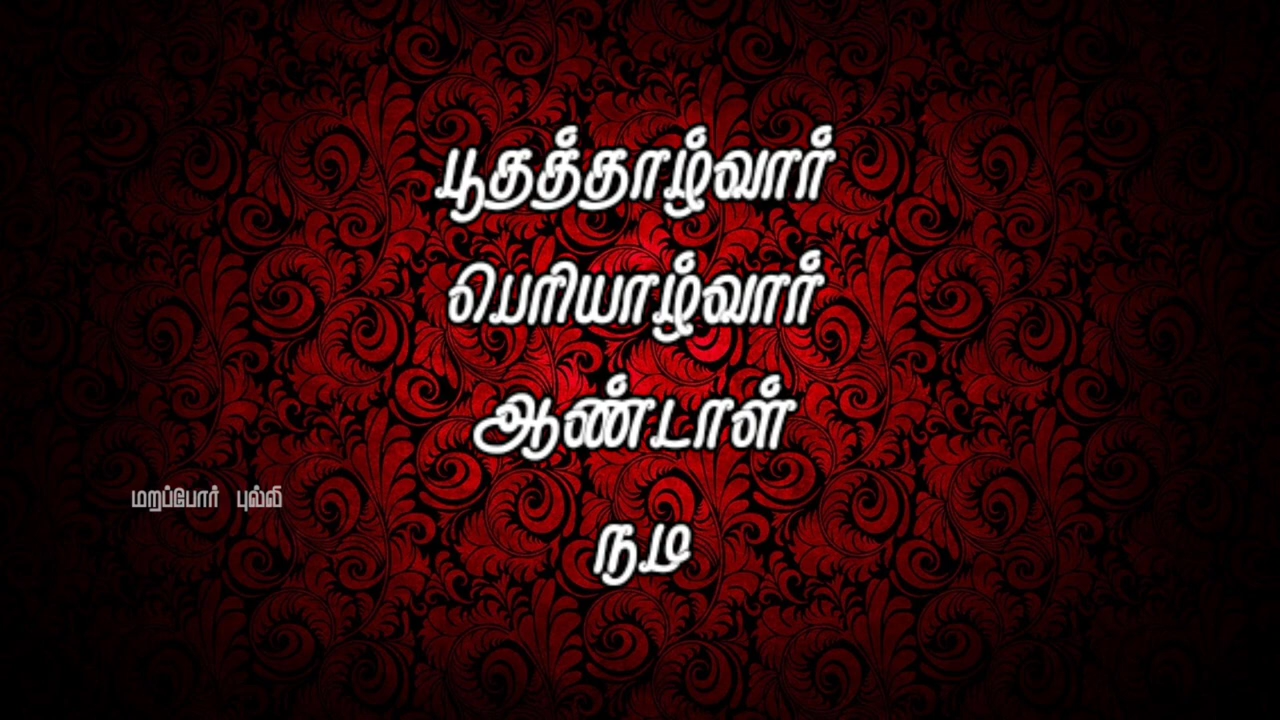 பூதத்தாழ்வார்
பெரியாழ்வார்
ஆண்டாள்
மறப்போர் புல்லி
நடி